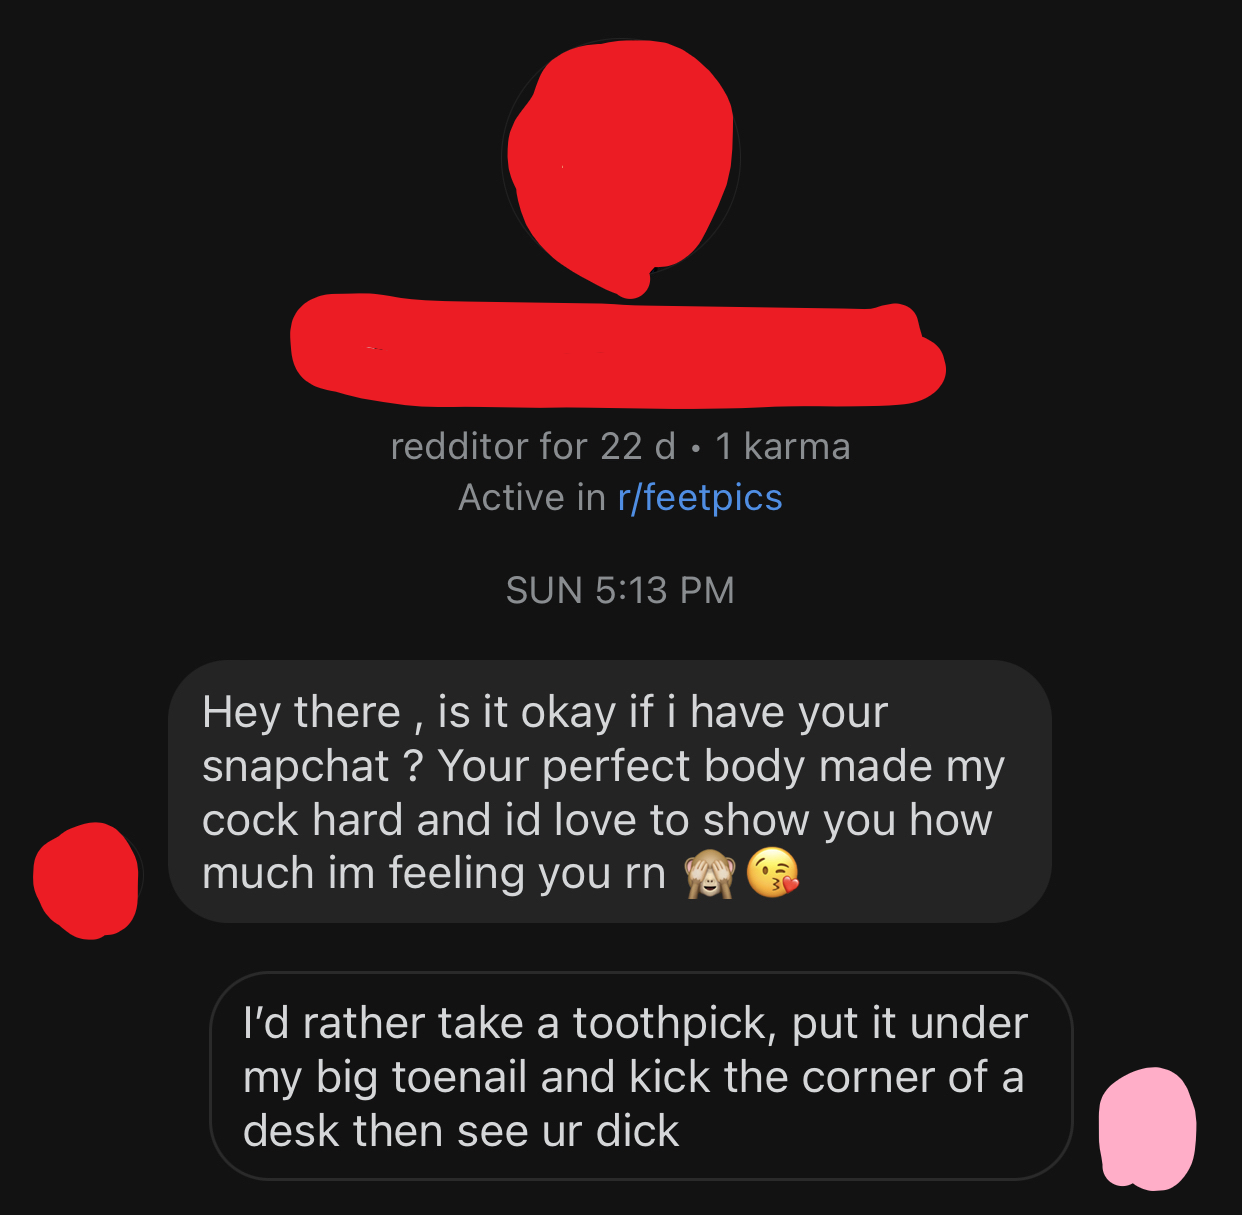 redditor for 22 d • 1 karma
Active in r/feetpics
SUN 5:13 PM
Hey there , is it okay if i have your
snapchat ? Your perfect body made my
cock hard and id love to show you how
much im feeling you rn 🙈😘
I’d rather take a toothpick, put it under
my big toenail and kick the corner of a
desk then see ur dick